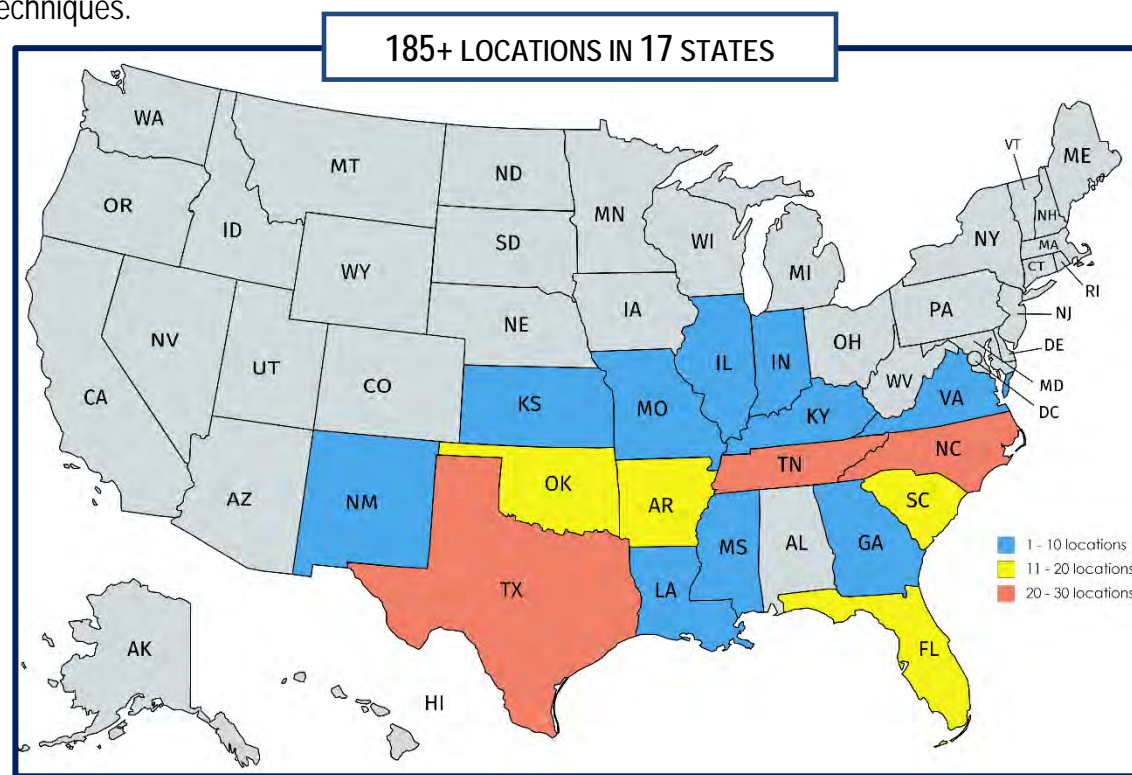 echniques.
185+ LOCATIONS IN 17 STATES
WA
MT
ND
MN
OR
ID
SD
WY
WI
MI
NY
VT
ME
NH
MA
CT
RI
NJ
DE
MD
DC
PA
IA
NE
NV
UT
CO
CA
IL
IN
OH
WV
KS
MO
KY
VA
TN
NC
AZ
NM
OK
AR
SC
MS
AL
GA
TX
LA
FL
AK
HI
1 - 10 locations
11 - 20 locations
20 - 30 locations